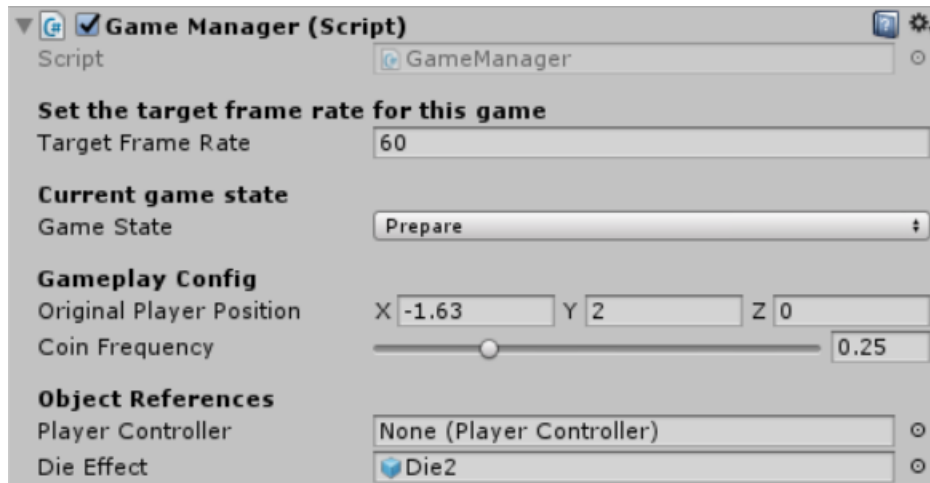 Game Manager (Script)
Script GameManager
Set the target frame rate for this game
Target Frame Rate 60
Current game state
Game State Prepare
Gameplay Config
Original Player Position X -1.63 Y 2 Z 0
Coin Frequency 0.25
Object References
Player Controller None (Player Controller)
Die Effect Die2